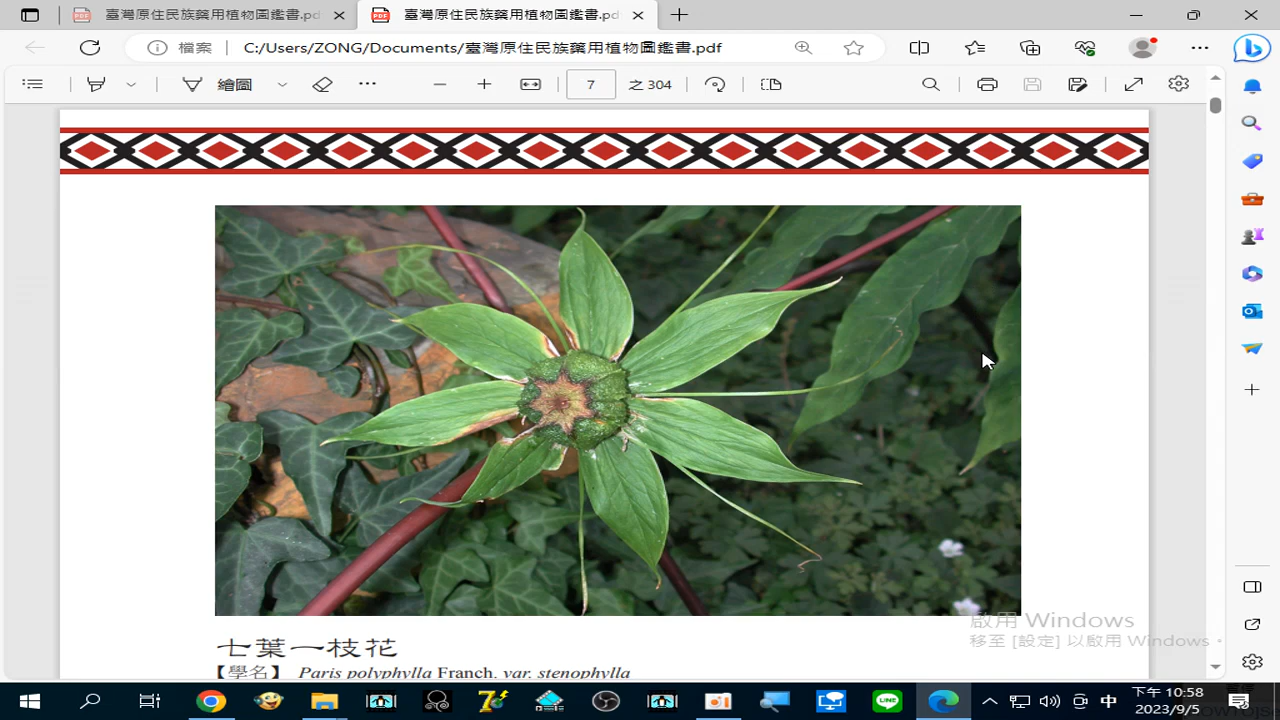 臺灣原住民族藥用植物圖鑑書.pd
臺灣原住民族藥用植物圖鑑書.pd
檔案
C:/Users/ZONG/Documents/臺灣原住民族藥用植物圖鑑書.pdf
繪圖
7
之 304
七葉一枝花
【學名】 Paris polyphylla Franch. var. stenophylla
啟用 Windows
移至 [設定] 以啟用 Windows。
中
下午 10:58
2023/9/5